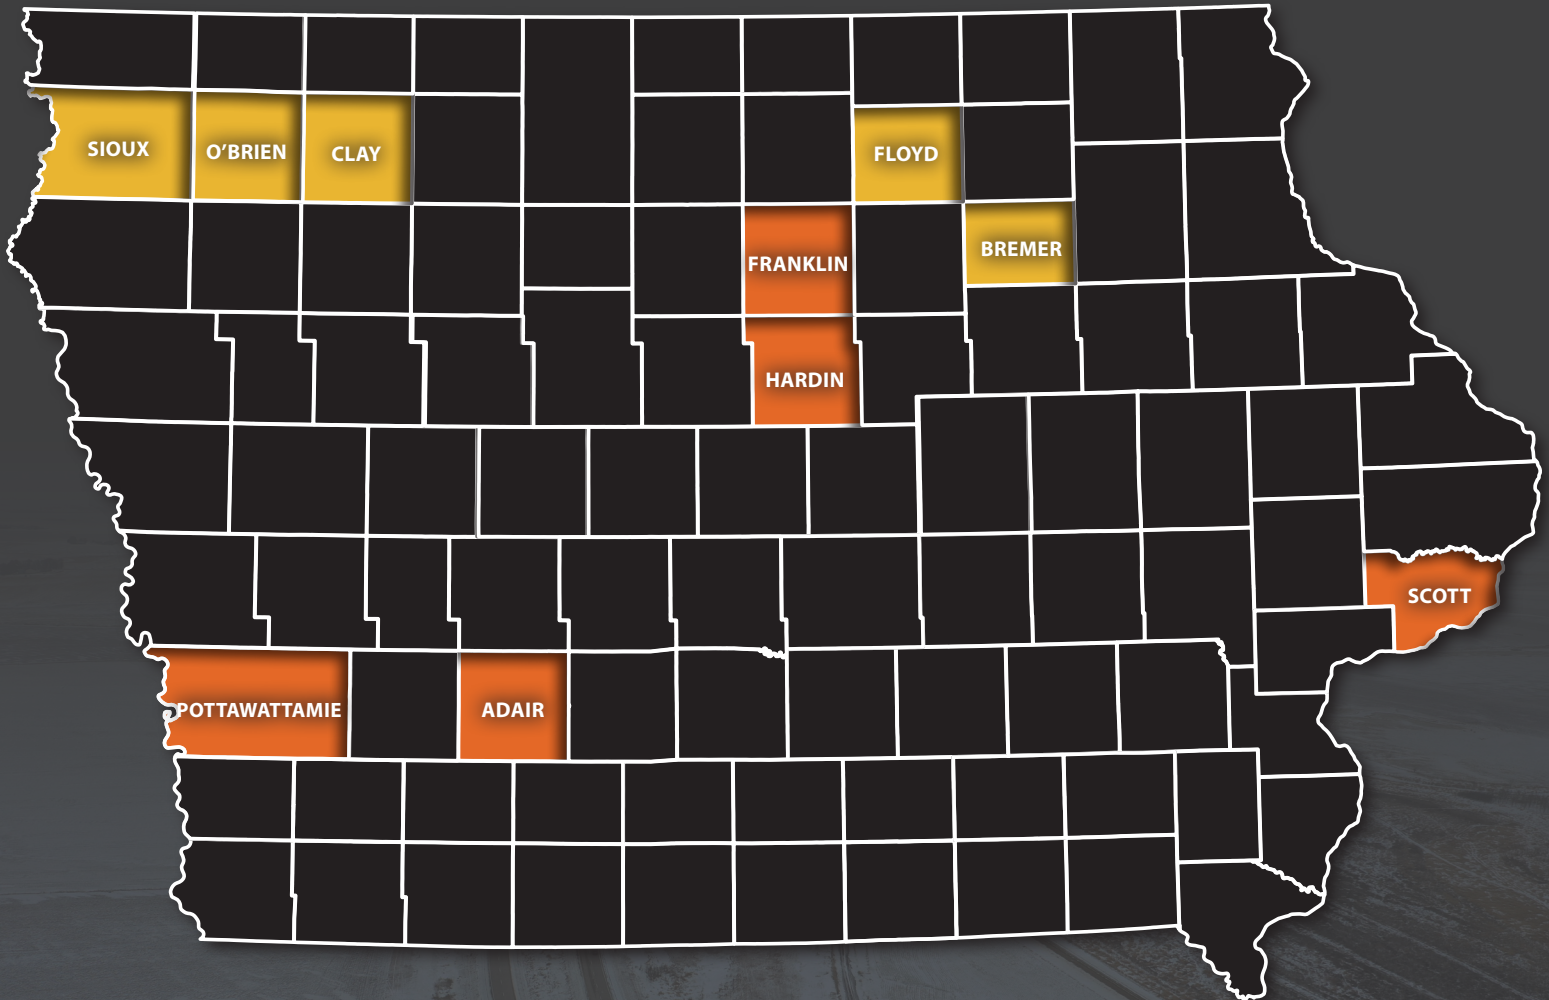 SIOUX
O'BRIEN
CLAY
FLOYD
BREMER
FRANKLIN
HARDIN
SCOTT
POTTAWATTAMIE
ADAIR